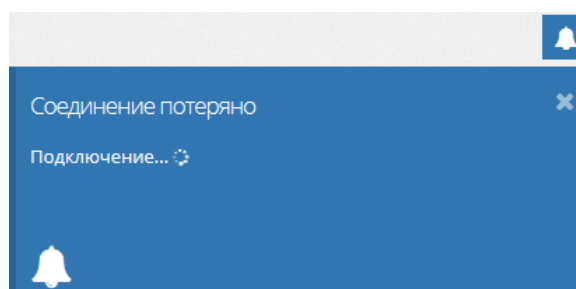 Соединение потеряно
Подключение...